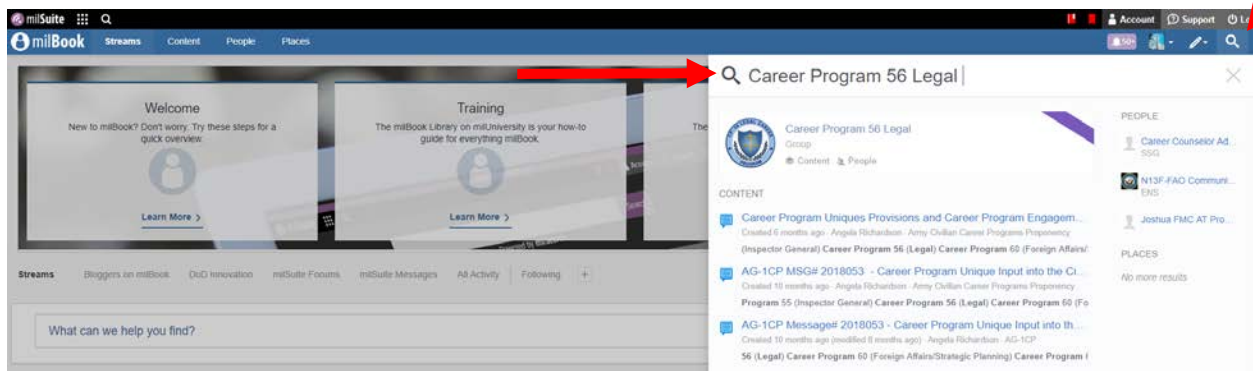 milSuite
Account Support
milBook Streams Content People Places
50+
Career Program 56 Legal
Welcome
New to milBook? Don't worry. Try these steps for a
quick overview.
Learn More >
Training
The milBook Library on milUniversity is your how-to
guide for everything milBook.
Learn More >
The
Career Program 56 Legal
Group
Content People
CONTENT
Career Program Uniques Provisions and Career Program Engagem...
Created 6 months ago · Angela Richardson · Army Civilian Career Programs Proponency
(Inspector General) Career Program 56 (Legal) Career Program 60 (Foreign Affairs/
AG-1CP MSG# 2018053 - Career Program Unique Input into the Ci...
Created 10 months ago · Angela Richardson · Army Civilian Career Programs Proponency
Program 55 (Inspector General) Career Program 56 (Legal) Career Program 60 (Fo
AG-1CP Message# 2018053 - Career Program Unique Input into th...
Created 10 months ago (modified 8 months ago) · Angela Richardson · AG-1CP
56 (Legal) Career Program 60 (Foreign Affairs/Strategic Planning) Career Program
PEOPLE
Career Counselor Ad...
SSG
N13F-FAO Communi...
ENS
Joshua FMC AT Pro...
PLACES
No more results
Streams Bloggers on milBook DoD Innovation milSuite Forums milSuite Messages All Activity Following +
What can we help you find?